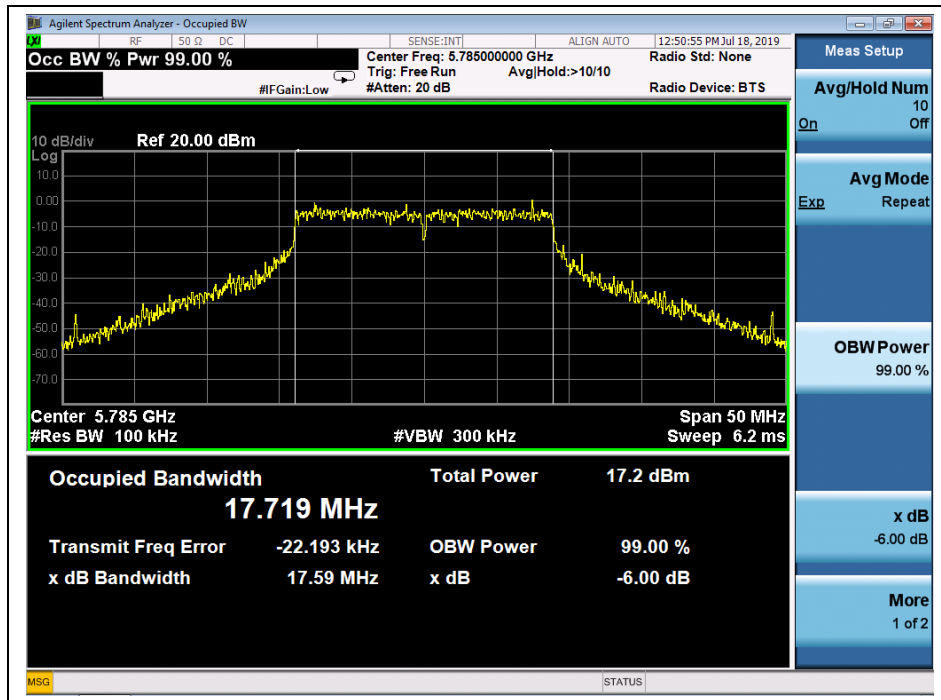 Agilent Spectrum Analyzer - Occupied BW
LXI RF 50 Ω DC SENSE:INT ALIGN AUTO 12:50:55 PM Jul 18, 2019
Occ BW % Pwr 99.00 % Center Freq: 5.785000000 GHz Radio Std: None
Trig: Free Run Avg|Hold:>10/10
#IFGain:Low #Atten: 20 dB Radio Device: BTS
10 dB/div Ref 20.00 dBm
Log
10.0
0.00
-10.0
-20.0
-30.0
-40.0
-50.0
-60.0
-70.0
Center 5.785 GHz Span 50 MHz
#Res BW 100 kHz #VBW 300 kHz Sweep 6.2 ms
Occupied Bandwidth Total Power 17.2 dBm
17.719 MHz
Transmit Freq Error -22.193 kHz OBW Power 99.00 %
x dB Bandwidth 17.59 MHz x dB -6.00 dB
Meas Setup
Avg/Hold Num
10
On Off
Avg Mode
Exp Repeat
OBW Power
99.00 %
x dB
-6.00 dB
More
1 of 2
MSG STATUS